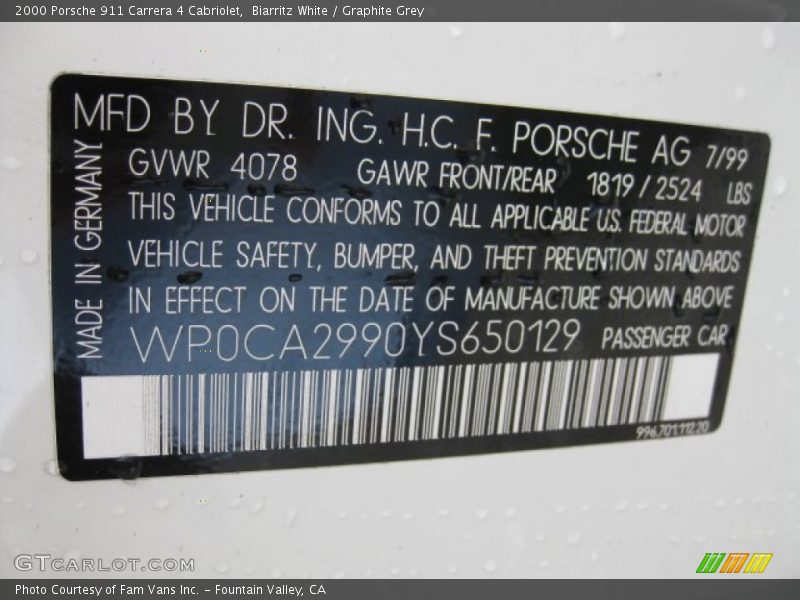 2000 Porsche 911 Carrera 4 Cabriolet, Biarritz White / Graphite Grey
MFD BY DR. ING. H.C. F. PORSCHE AG 7/99
GVWR 4078 GAWR FRONT/REAR 1819 / 2524 LBS
THIS VEHICLE CONFORMS TO ALL APPLICABLE U.S. FEDERAL MOTOR
VEHICLE SAFETY, BUMPER, AND THEFT PREVENTION STANDARDS
IN EFFECT ON THE DATE OF MANUFACTURE SHOWN ABOVE
WP0CA2990YS650129 PASSENGER CAR
MADE IN GERMANY
996.701.112.20
GTCARLOT.COM
Photo Courtesy of Fam Vans Inc. - Fountain Valley, CA